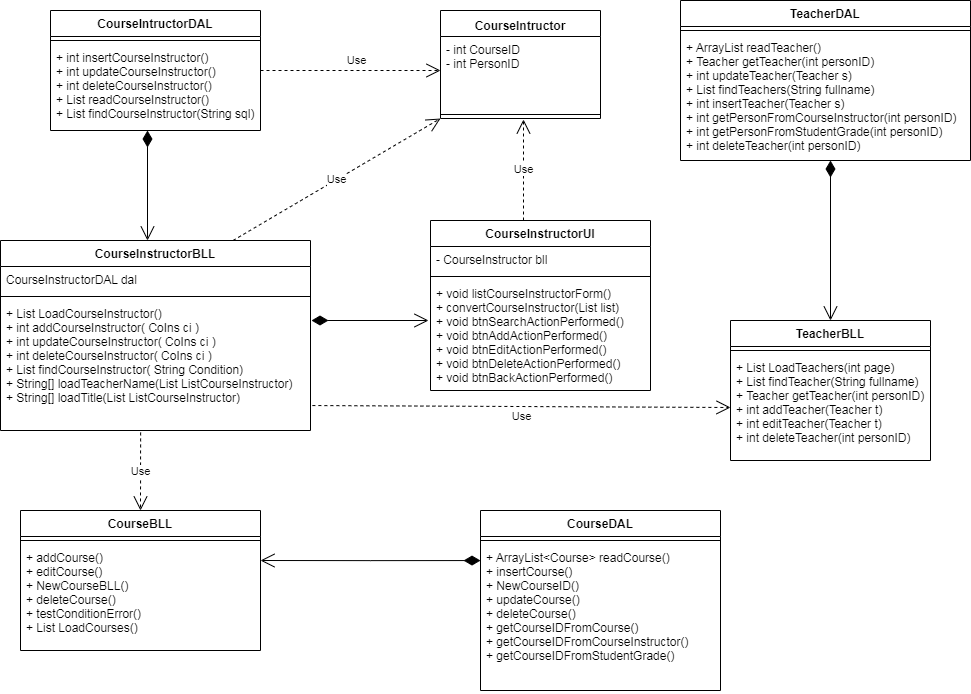 CourseIntructorDAL
+ int insertCourseInstructor()
+ int updateCourseInstructor()
+ int deleteCourseInstructor()
+ List readCourseInstructor()
+ List findCourseInstructor(String sql)
Use
CourseIntructor
- int CourseID
- int PersonID
TeacherDAL
+ ArrayList readTeacher()
+ Teacher getTeacher(int personID)
+ int updateTeacher(Teacher s)
+ List findTeachers(String fullname)
+ int insertTeacher(Teacher s)
+ int getPersonFromCourseInstructor(int personID)
+ int getPersonFromStudentGrade(int personID)
+ int deleteTeacher(int personID)
Use
Use
CourseInstructorBLL
CourseInstructorDAL dal
+ List LoadCourseInstructor()
+ int addCourseInstructor( CoIns ci )
+ int updateCourseInstructor( CoIns ci )
+ int deleteCourseInstructor( CoIns ci )
+ List findCourseInstructor( String Condition)
+ String[] loadTeacherName(List ListCourseInstructor)
+ String[] loadTitle(List ListCourseInstructor)
CourseInstructorUI
- CourseInstructor bll
+ void listCourseInstructorForm()
+ convertCourseInstructor(List list)
+ void btnSearchActionPerformed()
+ void btnAddActionPerformed()
+ void btnEditActionPerformed()
+ void btnDeleteActionPerformed()
+ void btnBackActionPerformed()
TeacherBLL
+ List LoadTeachers(int page)
+ List findTeacher(String fullname)
+ Teacher getTeacher(int personID)
+ int addTeacher(Teacher t)
+ int editTeacher(Teacher t)
+ int deleteTeacher(int personID)
Use
Use
CourseBLL
+ addCourse()
+ editCourse()
+ NewCourseBLL()
+ deleteCourse()
+ testConditionError()
+ List LoadCourses()
CourseDAL
+ ArrayList<Course> readCourse()
+ insertCourse()
+ NewCourseID()
+ updateCourse()
+ deleteCourse()
+ getCourseIDFromCourse()
+ getCourseIDFromCourseInstructor()
+ getCourseIDFromStudentGrade()